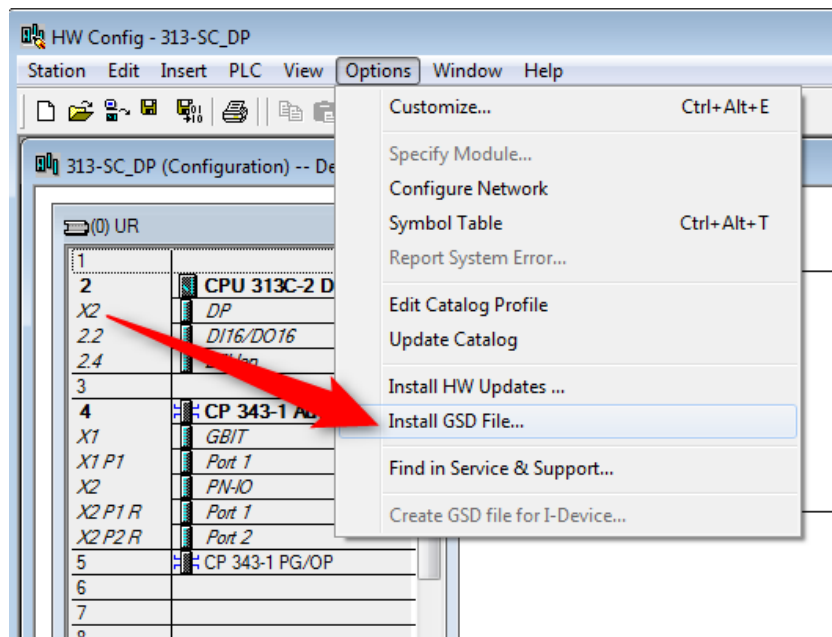 HW Config - 313-SC_DP
Station Edit Insert PLC View Options Window Help
Customize... Ctrl+Alt+E
Specify Module...
Configure Network
Symbol Table Ctrl+Alt+T
Report System Error...
Edit Catalog Profile
Update Catalog
Install HW Updates ...
Install GSD File...
Find in Service & Support...
Create GSD file for I-Device...
313-SC_DP (Configuration) -- De
(0) UR
1
2 CPU 313C-2 D
X2 DP
2.2 DI16/DO16
2.4
3
4 CP 343-1
X1 GBIT
X1 P1 Port 1
X2 PN-IO
X2 P1 R Port 1
X2 P2 R Port 2
5 CP 343-1 PG/OP
6
7
8